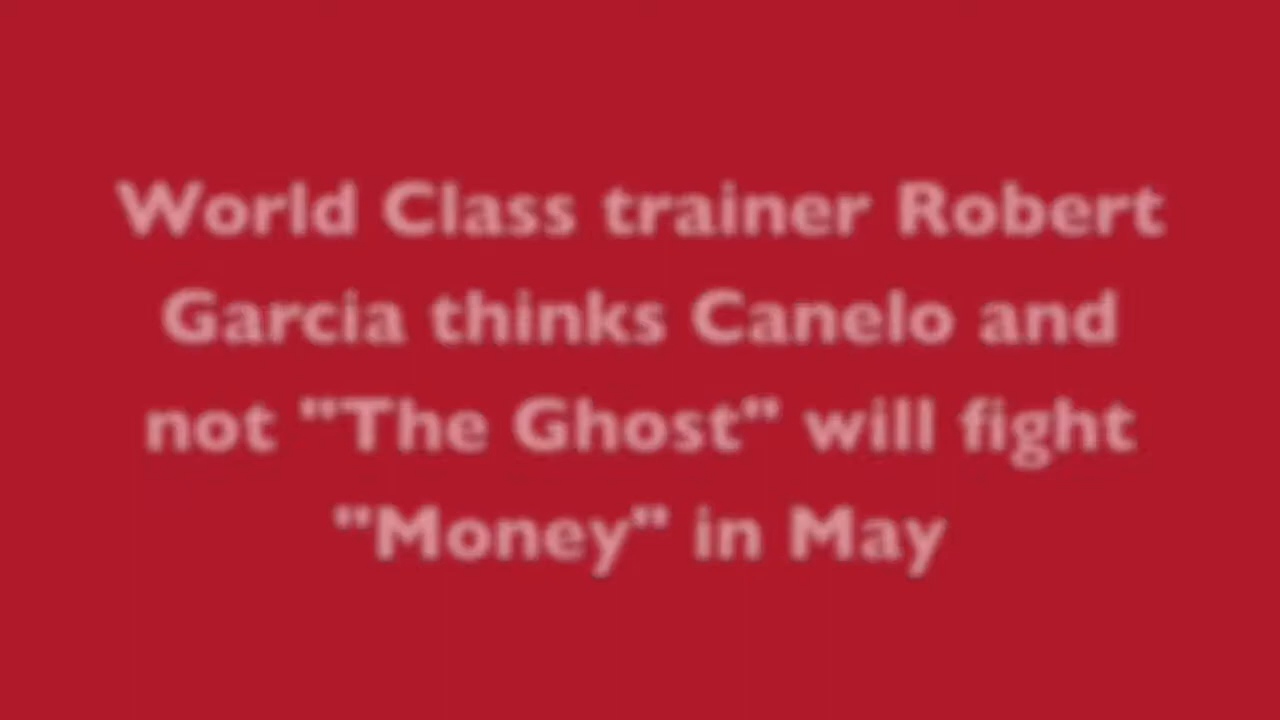 World Class trainer Robert
Garcia thinks Canelo and
not "The Ghost" will fight
"Money" in May